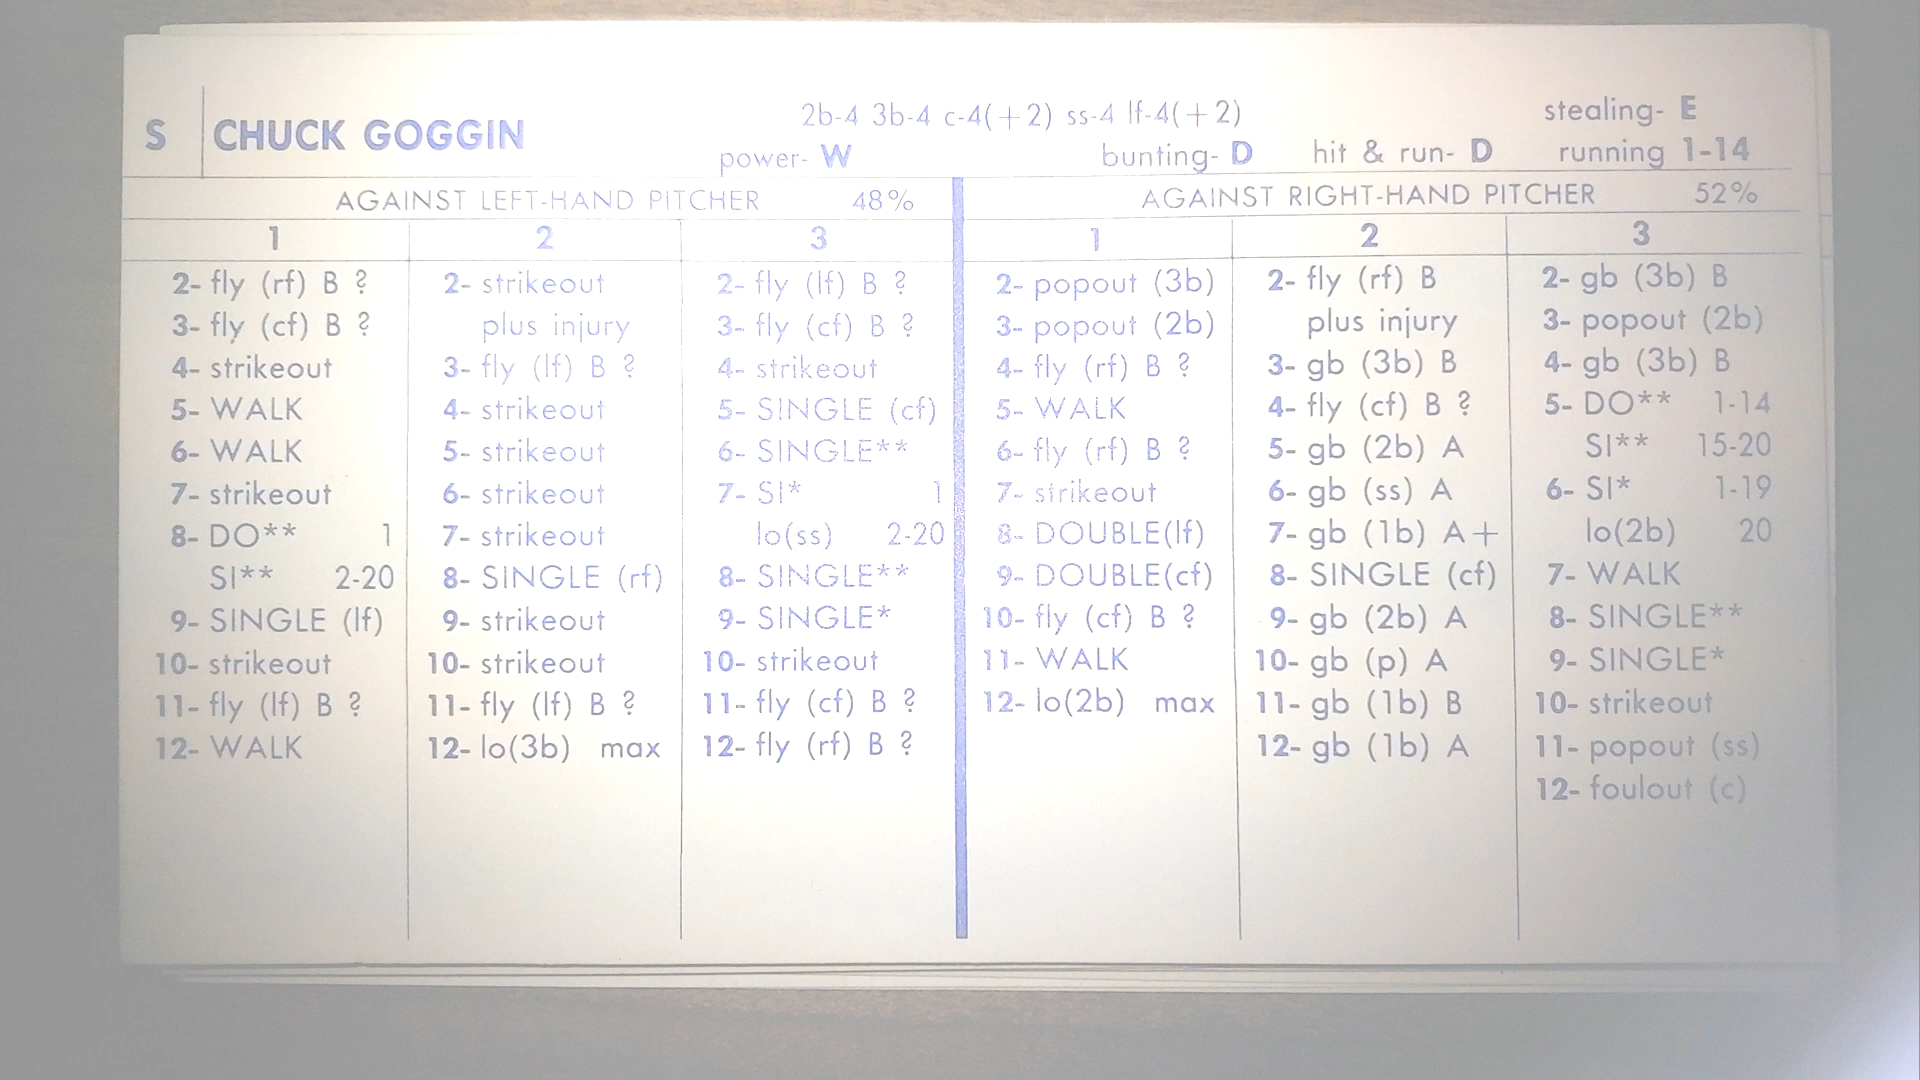 S CHUCK GOGGIN
2b-4 3b-4 c-4(+2) ss-4 lf-4(+2)
stealing- E
power- W bunting- D hit & run- D running 1-14
AGAINST LEFT-HAND PITCHER 48%
1
2- fly (rf) B ?
3- fly (cf) B ?
4- strikeout
5- WALK
6- WALK
7- strikeout
8- DO** 1
SI** 2-20
9- SINGLE (lf)
10- strikeout
11- fly (lf) B ?
12- WALK
2
2- strikeout
plus injury
3- fly (lf) B ?
4- strikeout
5- strikeout
6- strikeout
7- strikeout
8- SINGLE (rf)
9- strikeout
10- strikeout
11- fly (lf) B ?
12- lo(3b) max
3
2- fly (lf) B ?
3- fly (cf) B ?
4- strikeout
5- SINGLE (cf)
6- SINGLE**
7- SI* 1
lo(ss) 2-20
8- SINGLE**
9- SINGLE*
10- strikeout
11- fly (cf) B ?
12- fly (rf) B ?
AGAINST RIGHT-HAND PITCHER 52%
1
2- popout (3b)
3- popout (2b)
4- fly (rf) B ?
5- WALK
6- fly (rf) B ?
7- strikeout
8- DOUBLE(lf)
9- DOUBLE(cf)
10- fly (cf) B ?
11- WALK
12- lo(2b) max
2
2- fly (rf) B
plus injury
3- gb (3b) B
4- fly (cf) B ?
5- gb (2b) A
6- gb (ss) A
7- gb (1b) A+
8- SINGLE (cf)
9- gb (2b) A
10- gb (p) A
11- gb (1b) B
12- gb (1b) A
3
2- gb (3b) B
3- popout (2b)
4- gb (3b) B
5- DO** 1-14
SI** 15-20
6- SI* 1-19
lo(2b) 20
7- WALK
8- SINGLE**
9- SINGLE*
10- strikeout
11- popout (ss)
12- foulout (c)